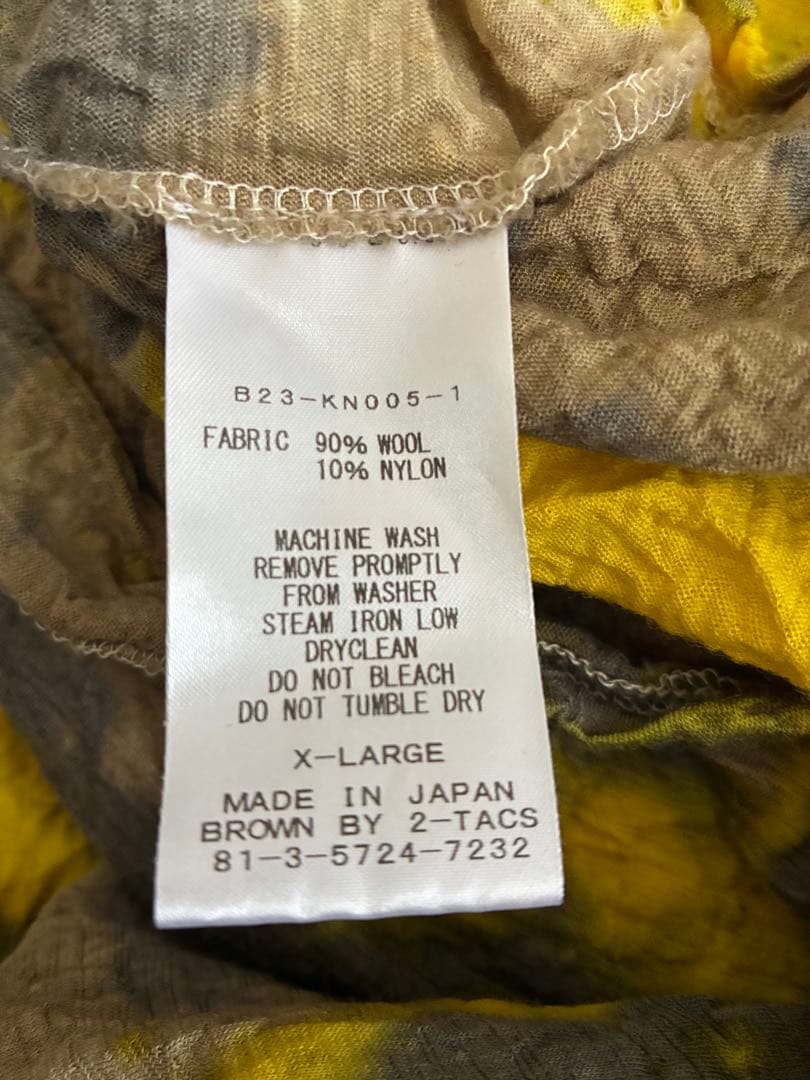 B23-KN005-1
FABRIC 90% WOOL
10% NYLON
MACHINE WASH
REMOVE PROMPTLY
FROM WASHER
STEAM IRON LOW
DRYCLEAN
DO NOT BLEACH
DO NOT TUMBLE DRY
X-LARGE
MADE IN JAPAN
BROWN BY 2-TACS
81-3-5724-7232